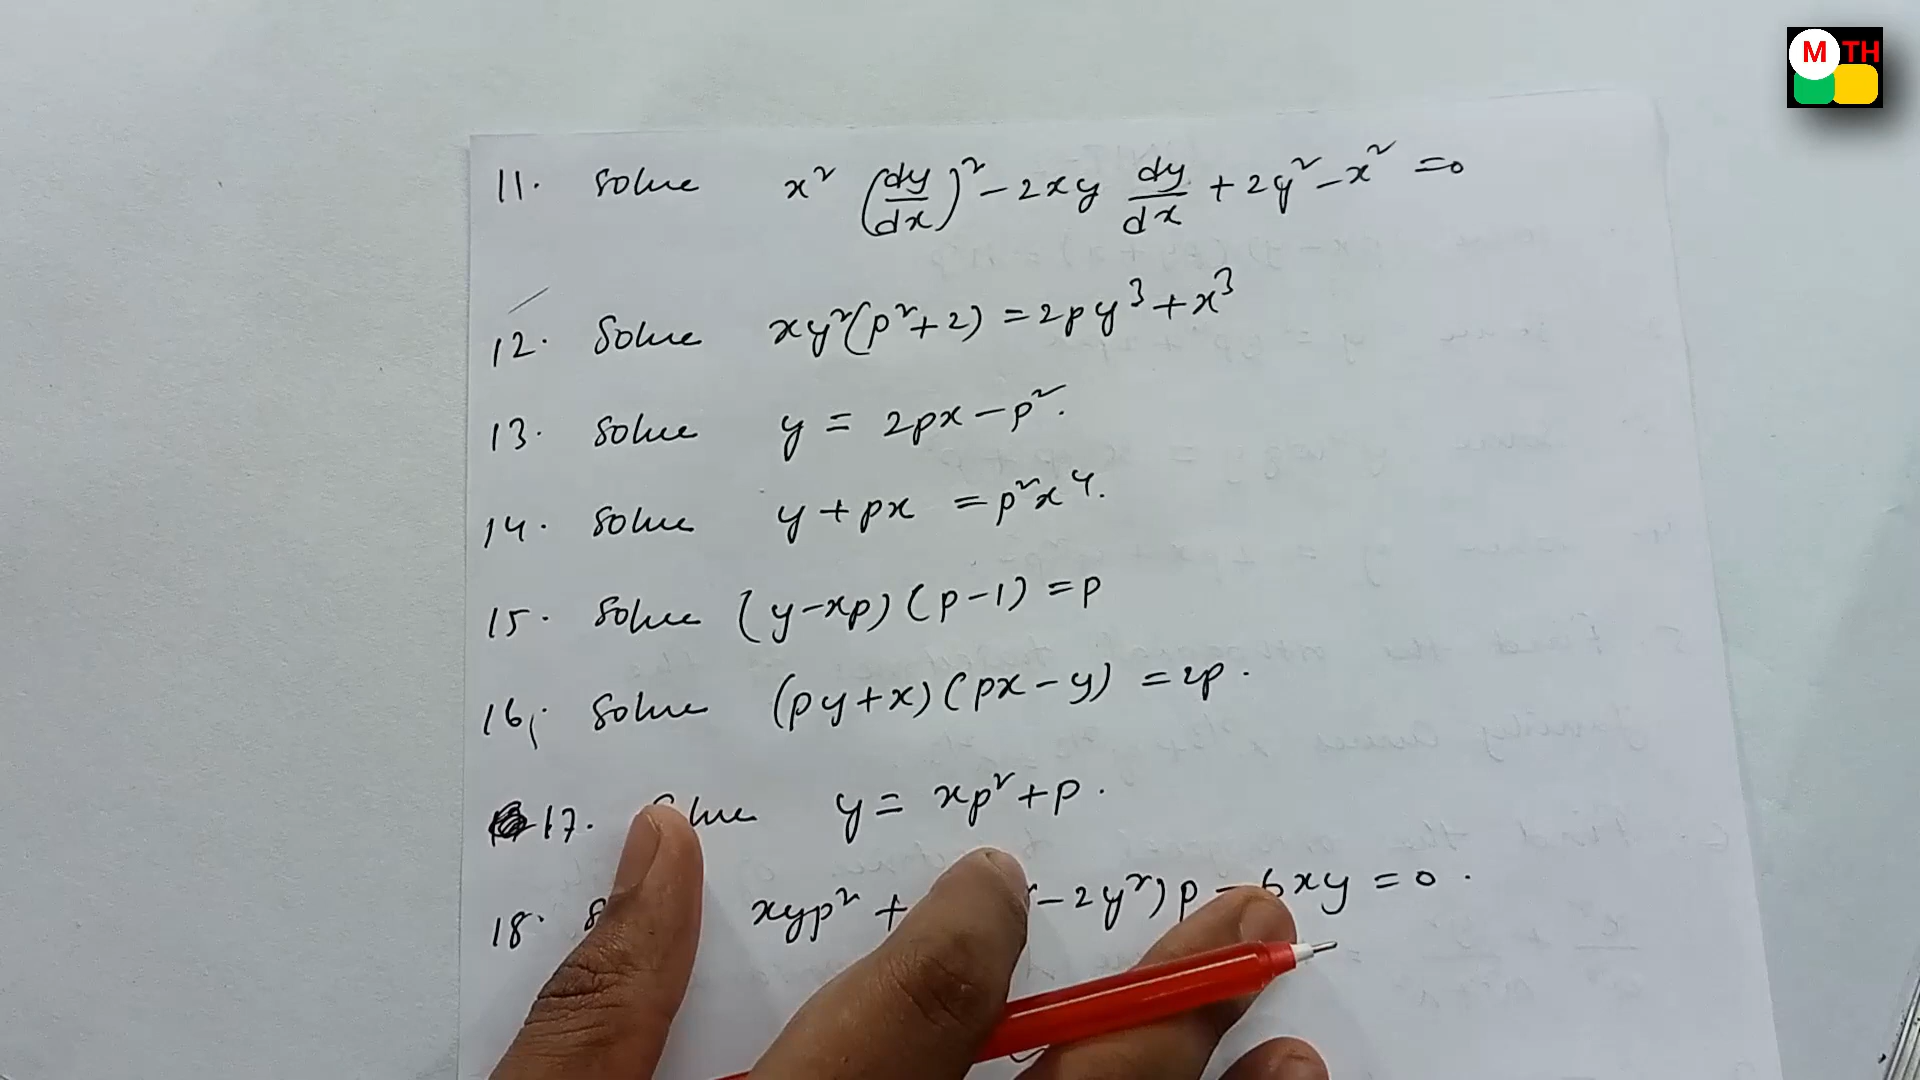 M TH
11. Solve x² (dy/dx)² - 2xy dy/dx + 2y² - x² = 0
12. Solve xy²(p²+2) = 2py³ + x³
13. Solve y = 2px - p².
14. Solve y + px = p²x⁴.
15. Solve (y-xp)(p-1) = p
16. Solve (py+x)(px-y) = 2p.
17. Solve y = xp² + p.
18. xyp² + - 2y²)p - 6xy = 0.